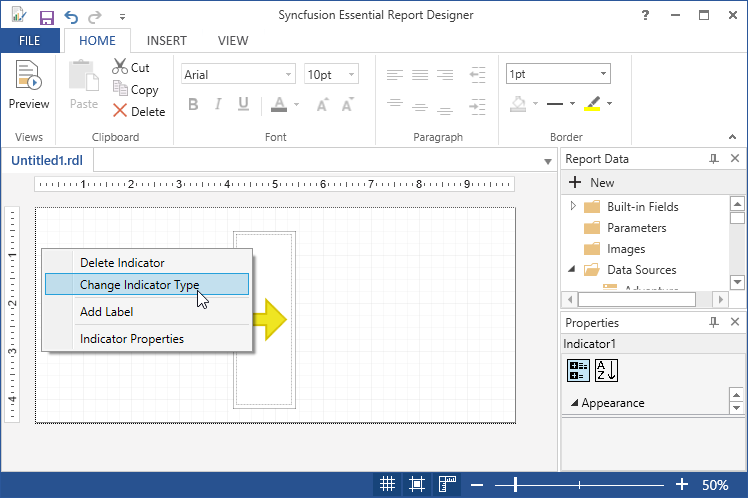 Syncfusion Essential Report Designer
?
50%
FILE HOME INSERT VIEW
Preview
Views
Paste
Cut
Copy
Delete
Clipboard
Arial 10pt
B I U A A A
Font
Paragraph
1pt
Border
Untitled1.rdl
1 2 3 4 5 6 7 8 9
1
2
3
4
Delete Indicator
Change Indicator Type
Add Label
Indicator Properties
Report Data
New
Built-in Fields
Parameters
Images
Data Sources
Adventure
Properties
Indicator1
A
Z
Appearance